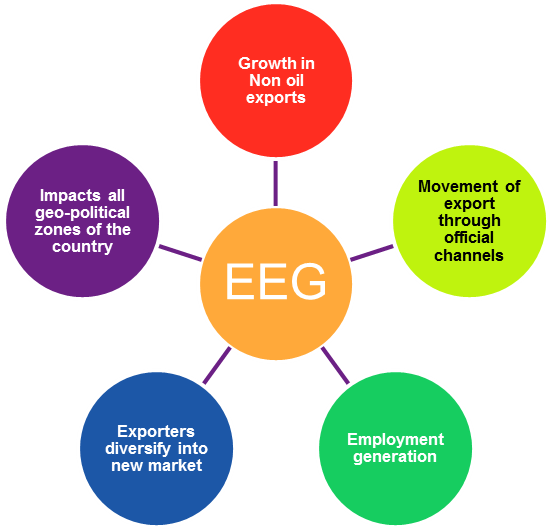 Growth in
Non oil
exports
Movement of
export
through
official
channels
Employment
generation
Exporters
diversify into
new market
Impacts all
geo-political
zones of the
country
EEG